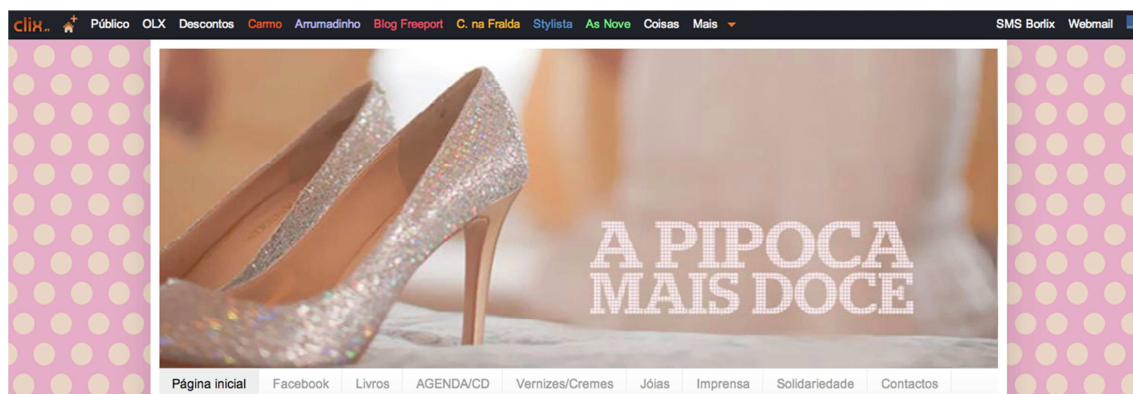 clix Público OLX Descontos Carmo Arrumadinho Blog Freeport C. na Fralda Stylista As Nove Coisas Mais SMS Borlix Webmail
A PIPOCA
MAIS DOCE
Página inicial Facebook Livros AGENDA/CD Vernizes/Cremes Jóias Imprensa Solidariedade Contactos